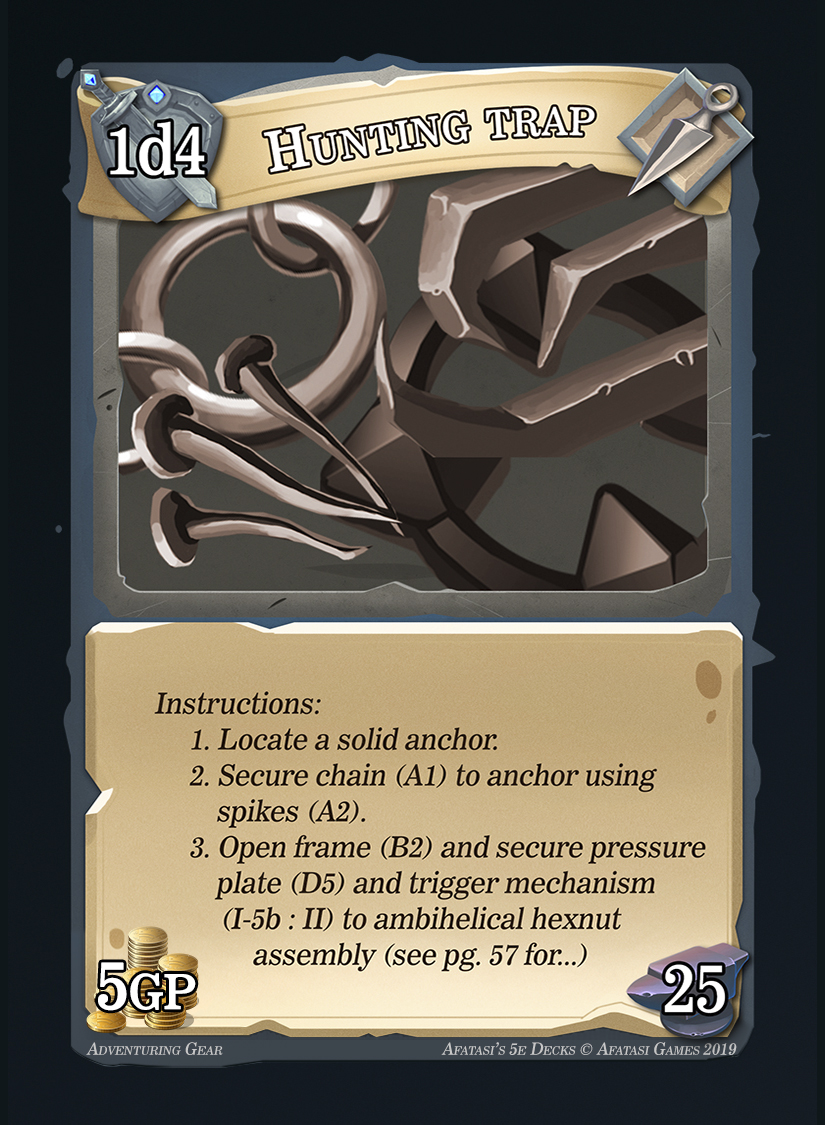 1d4
Hunting trap
Instructions:
1. Locate a solid anchor.
2. Secure chain (A1) to anchor using
spikes (A2).
3. Open frame (B2) and secure pressure
plate (D5) and trigger mechanism
(I-5b : II) to ambihelical hexnut
assembly (see pg. 57 for...)
5GP
25
Adventuring Gear
Afatasi's 5e Decks © Afatasi Games 2019